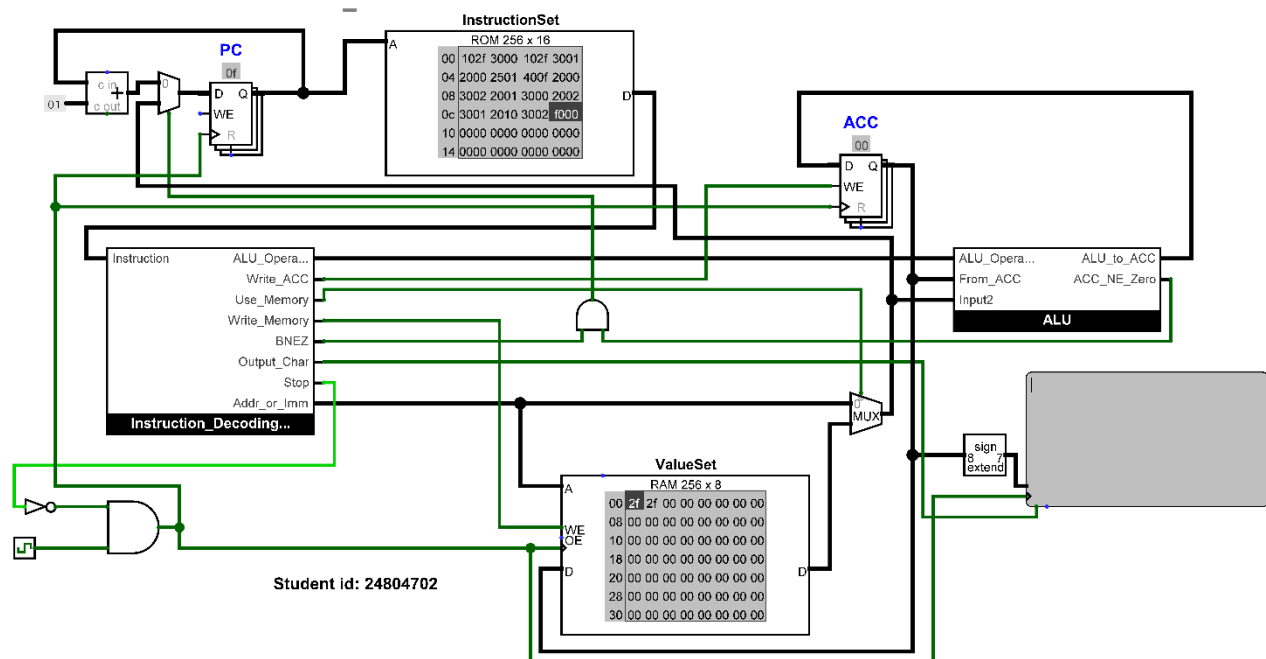 InstructionSet
ROM 256 x 16
PC
0f
A
00 102f 3000 102f 3001
04 2000 2501 400f 2000
08 3002 2001 3000 2002
0c 3001 2010 3002 f000
10 0000 0000 0000 0000
14 0000 0000 0000 0000
D
c in
+
01
c out
0
D Q
WE
R
ACC
00
D Q
WE
R
Instruction
ALU_Opera...
Write_ACC
Use_Memory
Write_Memory
BNEZ
Output_Char
Stop
Addr_or_Imm
Instruction_Decoding...
ALU_Opera... ALU_to_ACC
From_ACC ACC_NE_Zero
Input2
ALU
0
MUX
sign
8 7
extend
ValueSet
RAM 256 x 8
A
00 2f 2f 00 00 00 00 00 00
08 00 00 00 00 00 00 00 00
10 00 00 00 00 00 00 00 00
18 00 00 00 00 00 00 00 00
20 00 00 00 00 00 00 00 00
28 00 00 00 00 00 00 00 00
30 00 00 00 00 00 00 00 00
WE
OE
D
D
Student id: 24804702